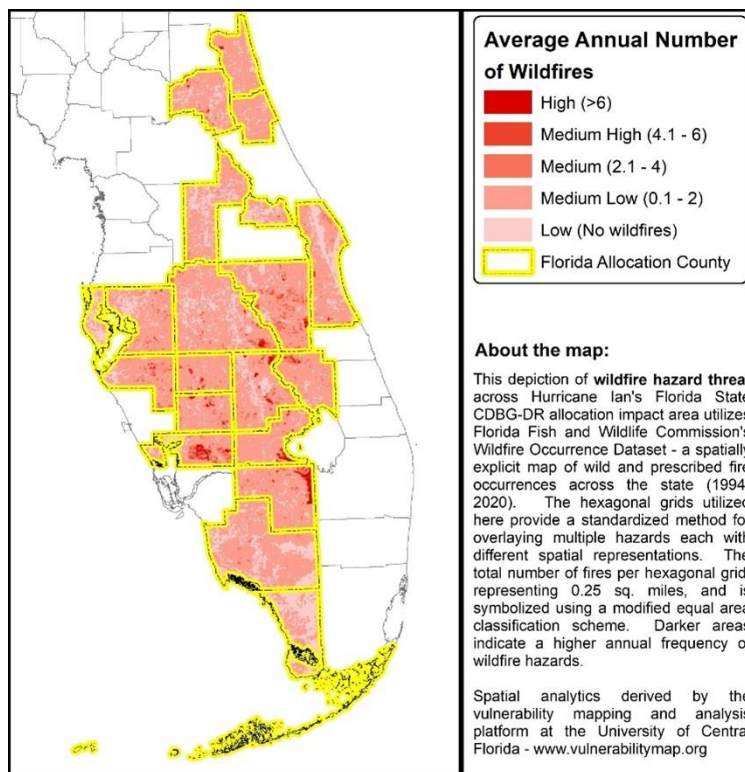 Average Annual Number
of Wildfires
High (>6)
Medium High (4.1 - 6)
Medium (2.1 - 4)
Medium Low (0.1 - 2)
Low (No wildfires)
Florida Allocation County
About the map:
This depiction of wildfire hazard threa
across Hurricane Ian's Florida State
CDBG-DR allocation impact area utilizes
Florida Fish and Wildlife Commission's
Wildfire Occurrence Dataset - a spatially
explicit map of wild and prescribed fire
occurrences across the state (1994
2020). The hexagonal grids utilized
here provide a standardized method fo
overlaying multiple hazards each with
different spatial representations. The
total number of fires per hexagonal grid
representing 0.25 sq. miles, and is
symbolized using a modified equal area
classification scheme. Darker areas
indicate a higher annual frequency o
wildfire hazards.
Spatial analytics derived by the
vulnerability mapping and analysis
platform at the University of Centra
Florida - www.vulnerabilitymap.org